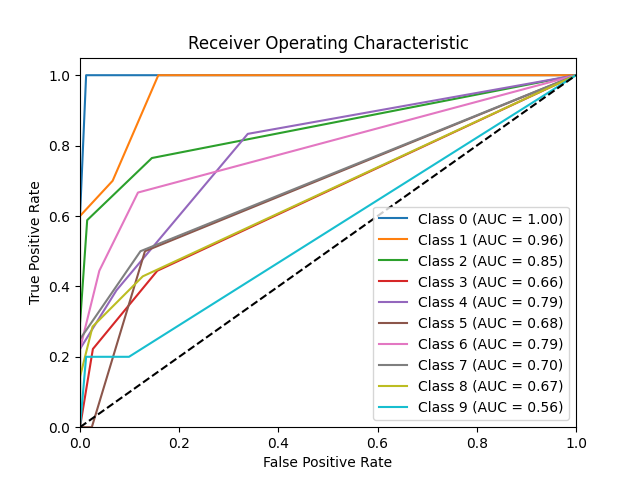 Receiver Operating Characteristic
True Positive Rate
1.0
0.8
0.6
0.4
0.2
0.0
Class 0 (AUC = 1.00)
Class 1 (AUC = 0.96)
Class 2 (AUC = 0.85)
Class 3 (AUC = 0.66)
Class 4 (AUC = 0.79)
Class 5 (AUC = 0.68)
Class 6 (AUC = 0.79)
Class 7 (AUC = 0.70)
Class 8 (AUC = 0.67)
Class 9 (AUC = 0.56)
0.0 0.2 0.4 0.6 0.8 1.0
False Positive Rate